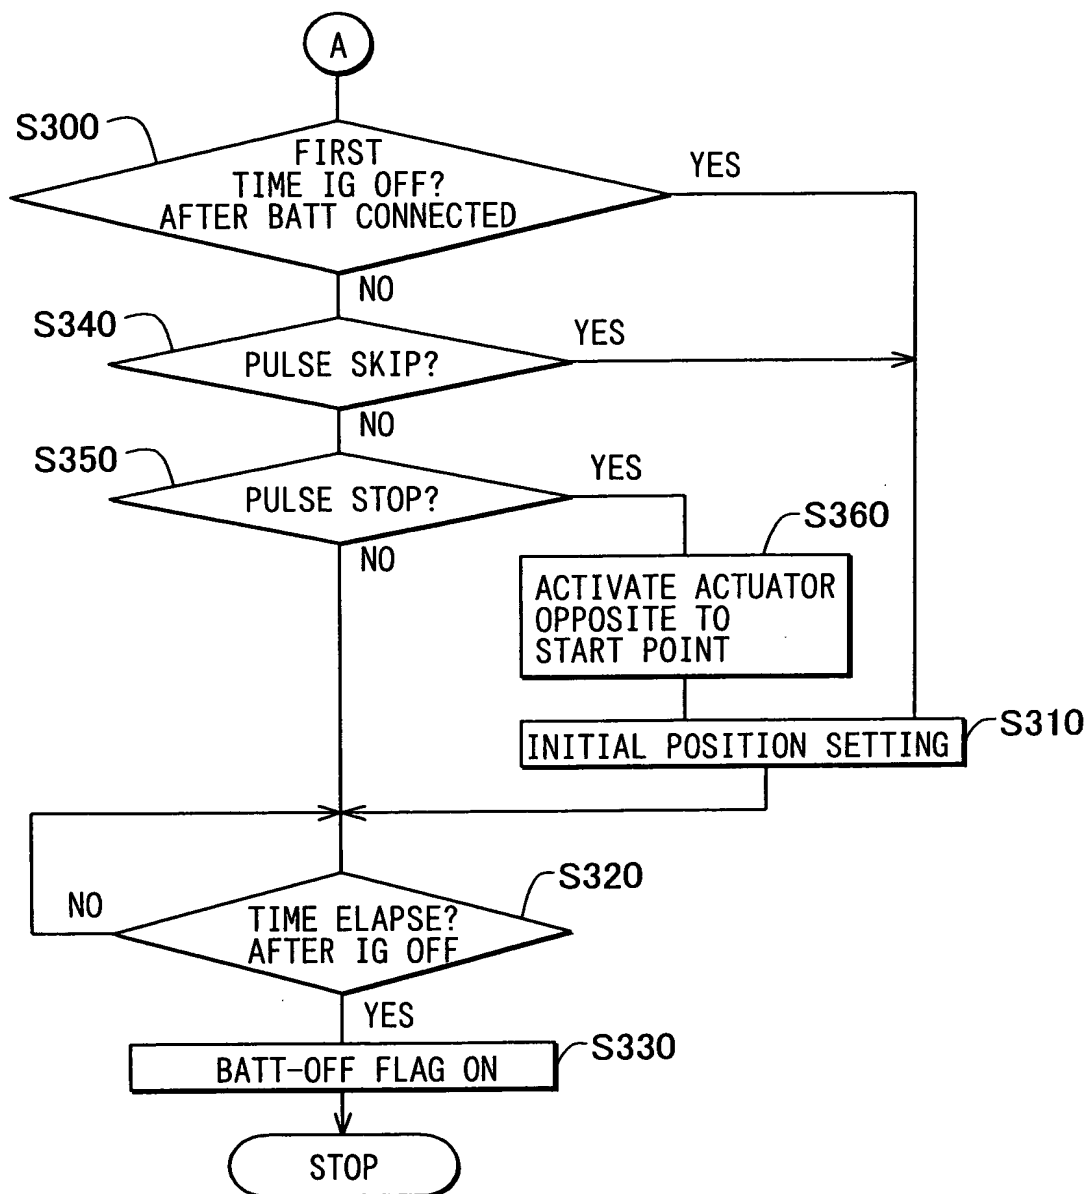 A
S300
FIRST
TIME IG OFF?
AFTER BATT CONNECTED
YES
NO
S340
PULSE SKIP?
YES
NO
S350
PULSE STOP?
YES
NO
S360
ACTIVATE ACTUATOR
OPPOSITE TO
START POINT
INITIAL POSITION SETTING
S310
NO
TIME ELAPSE?
AFTER IG OFF
S320
YES
BATT-OFF FLAG ON
S330
STOP